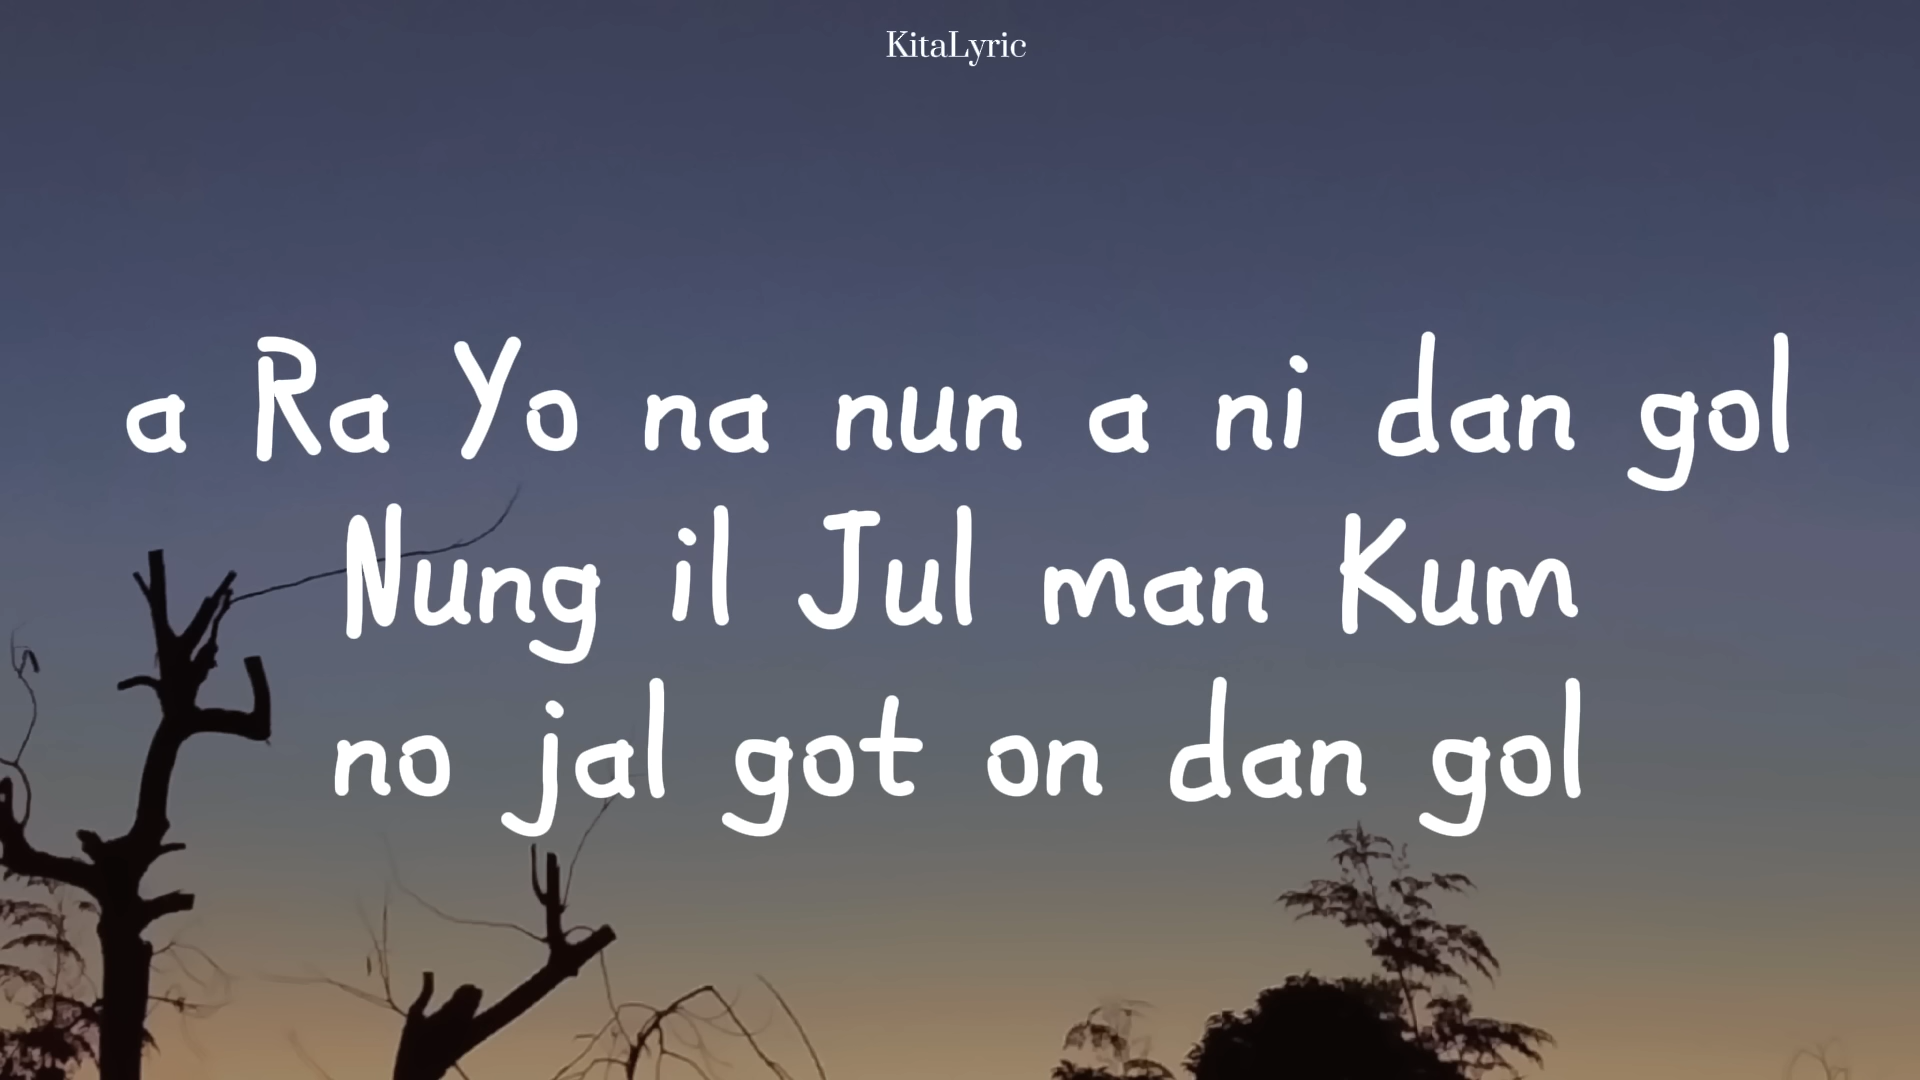 KitaLyric
a Ra Yo na nun a ni dan gol
Nung il Jul man Kum
no jal got on dan gol